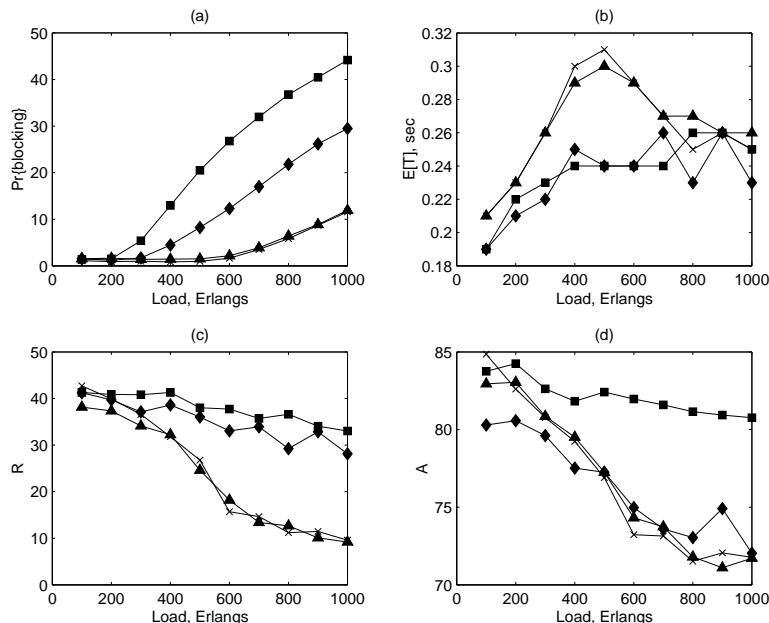 (a)
50
40
30
20
10
0
Pr{blocking}
0 200 400 600 800 1000
Load, Erlangs
(b)
0.32
0.3
0.28
0.26
0.24
0.22
0.2
0.18
E[T], sec
0 200 400 600 800 1000
Load, Erlangs
(c)
50
40
30
20
10
0
R
0 200 400 600 800 1000
Load, Erlangs
(d)
85
80
75
70
A
0 200 400 600 800 1000
Load, Erlangs